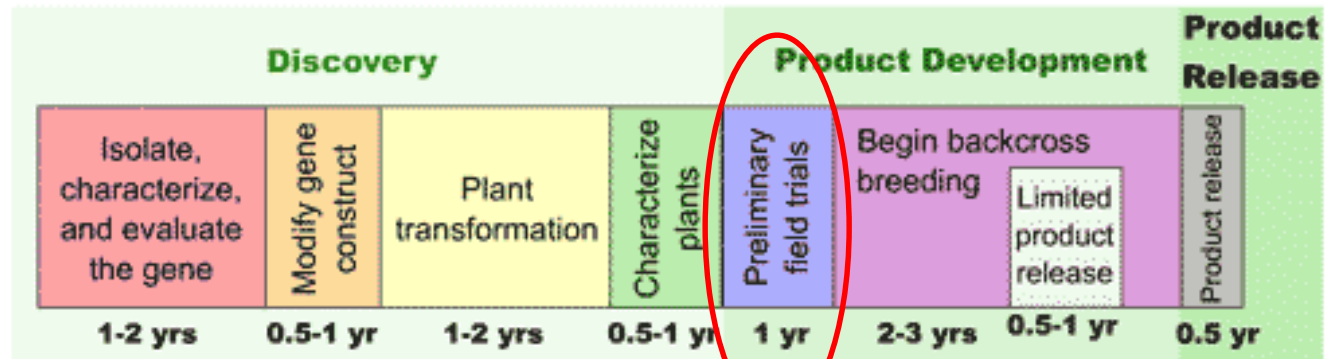 Discovery
Product Development
Product
Release
Isolate,
characterize,
and evaluate
the gene
Modify gene
construct
Plant
transformation
Characterize
plants
Preliminary
field trials
Begin backcross
breeding
Limited
product
release
Product release
1-2 yrs
0.5-1 yr
1-2 yrs
0.5-1 yr
1 yr
2-3 yrs
0.5-1 yr
0.5 yr